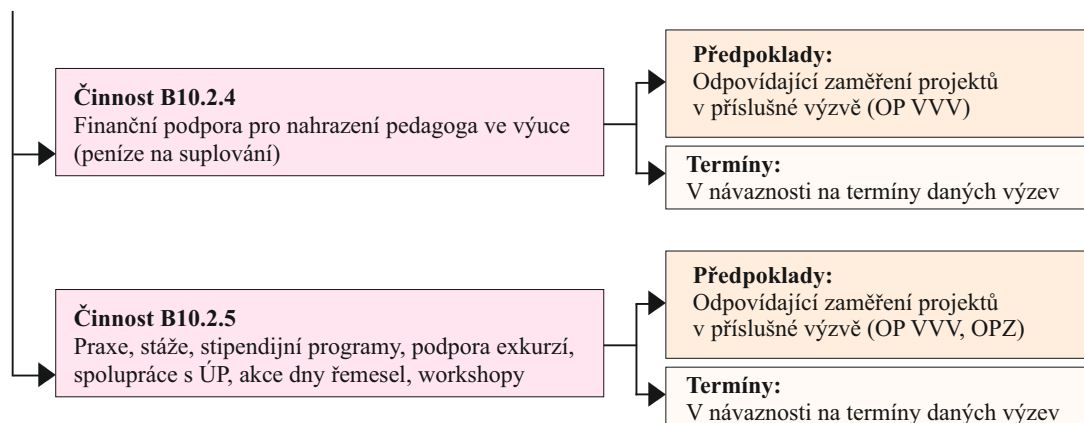 Činnost B10.2.4
Finanční podpora pro nahrazení pedagoga ve výuce
(peníze na suplování)
Předpoklady:
Odpovídající zaměření projektů
v příslušné výzvě (OP VVV)
Termíny:
V návaznosti na termíny daných výzev
Činnost B10.2.5
Praxe, stáže, stipendijní programy, podpora exkurzí,
spolupráce s ÚP, akce dny řemesel, workshopy
Předpoklady:
Odpovídající zaměření projektů
v příslušné výzvě (OP VVV, OPZ)
Termíny:
V návaznosti na termíny daných výzev